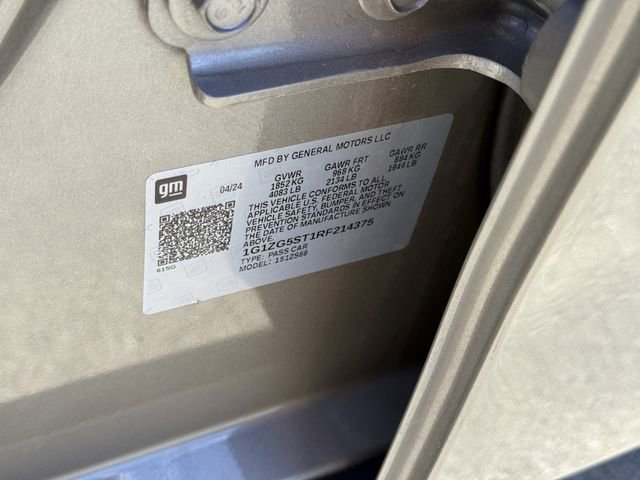 MFD BY GENERAL MOTORS LLC
gm
04/24
GVWR GAWR FRT GAWR RR
1852 KG 968 KG 884 KG
4083 LB 2134 LB 1949 LB
THIS VEHICLE CONFORMS TO ALL
APPLICABLE U.S. FEDERAL MOTOR
VEHICLE SAFETY, BUMPER, AND THEFT
PREVENTION STANDARDS IN EFFECT ON
THE DATE OF MANUFACTURE SHOWN
ABOVE.
1G1ZG5ST1RF214375
TYPE: PASS CAR
MODEL: 1S1ZS69
61SG